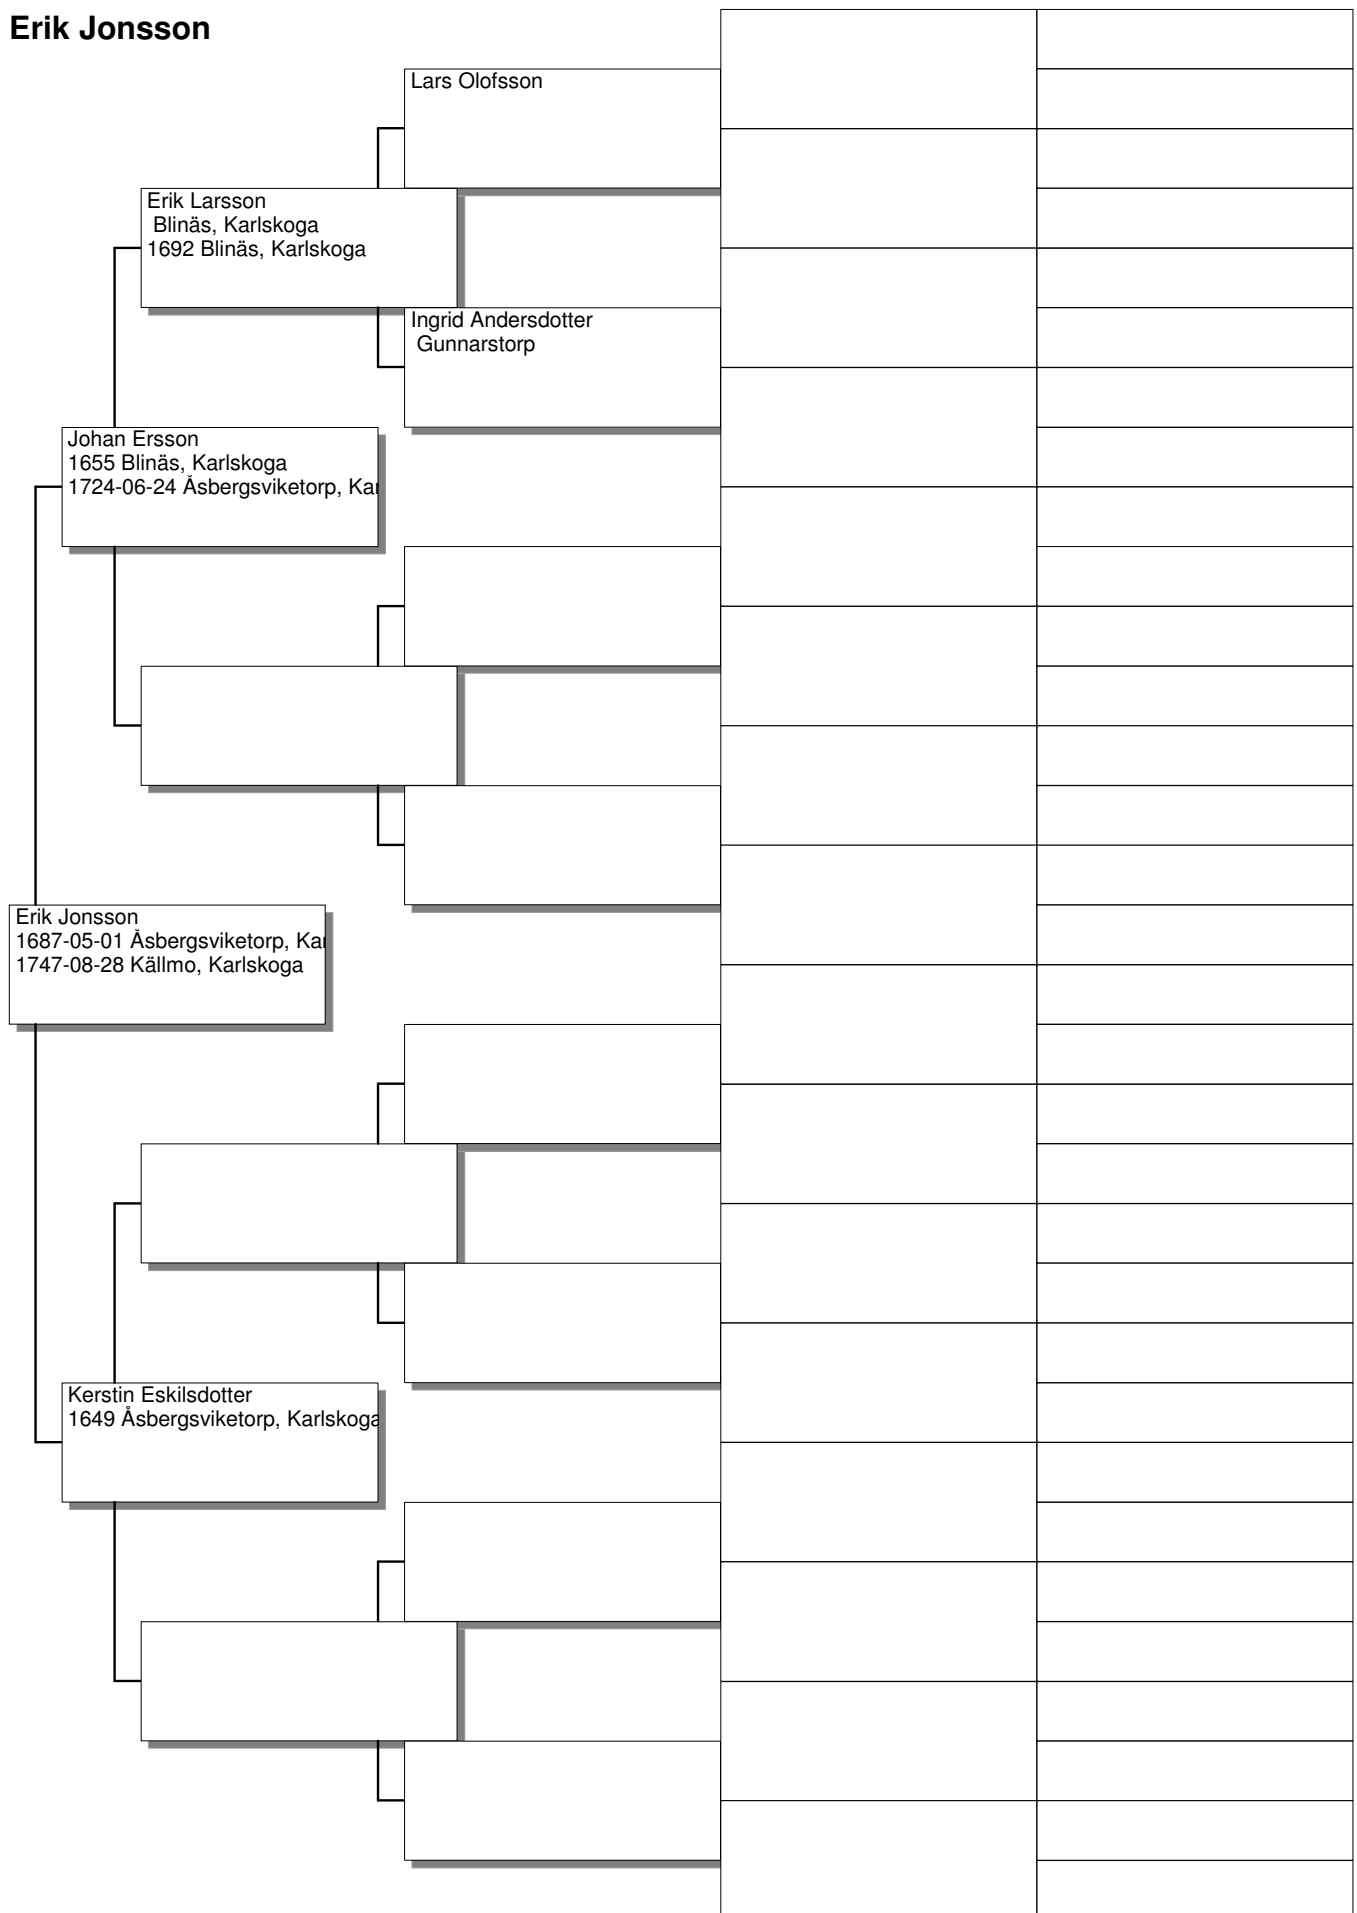 Erik Jonsson
Lars Olofsson
Erik Larsson
Blinäs, Karlskoga
1692 Blinäs, Karlskoga
Ingrid Andersdotter
Gunnarstorp
Johan Ersson
1655 Blinäs, Karlskoga
1724-06-24 Åsbergsviketorp, Kar
Erik Jonsson
1687-05-01 Åsbergsviketorp, Kar
1747-08-28 Källmo, Karlskoga
Kerstin Eskilsdotter
1649 Åsbergsviketorp, Karlskoga